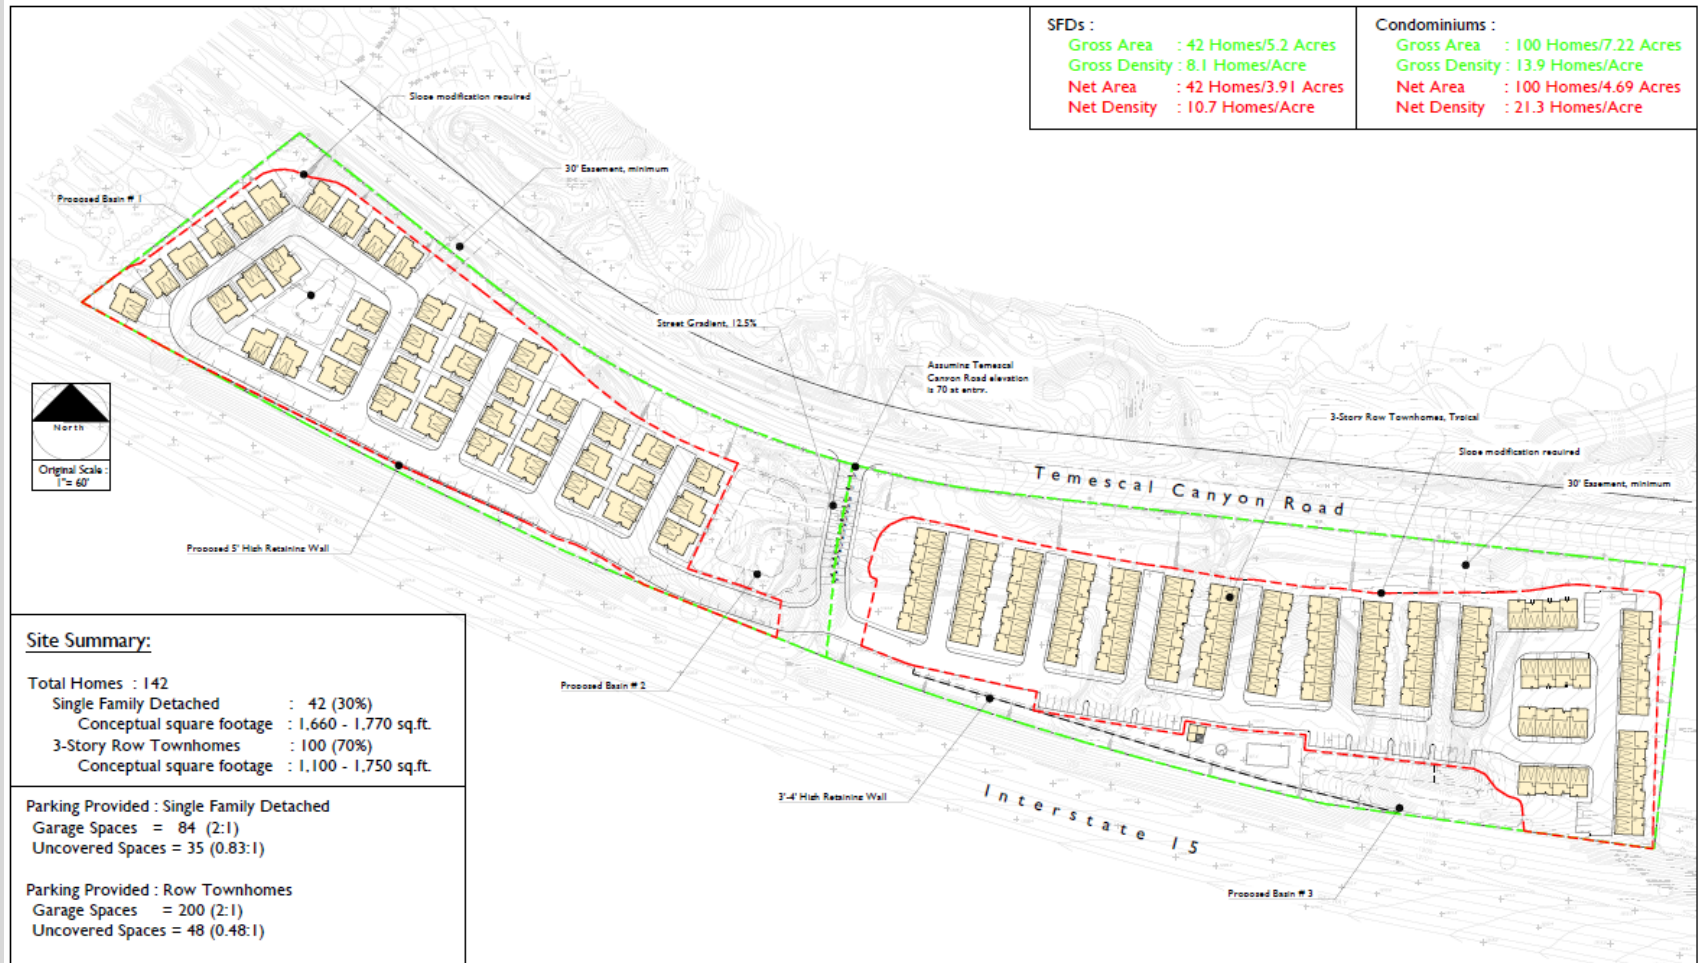 SFDs :
Gross Area : 42 Homes/5.2 Acres
Gross Density : 8.1 Homes/Acre
Net Area : 42 Homes/3.91 Acres
Net Density : 10.7 Homes/Acre
Condominiums :
Gross Area : 100 Homes/7.22 Acres
Gross Density : 13.9 Homes/Acre
Net Area : 100 Homes/4.69 Acres
Net Density : 21.3 Homes/Acre
Slope modification required
30' Easement, minimum
Proposed Basin # 1
Street Gradient, 12.5%
Assuming Temescal
Canyon Road elevation
is 70 at entry.
North
Original Scale :
1"= 60'
3-Story Row Townhomes, Typical
Slope modification required
30' Easement, minimum
Temescal Canyon Road
Proposed 5' High Retaining Wall
Proposed Basin # 2
3'-4' High Retaining Wall
Interstate 15
Proposed Basin # 3
Site Summary:
Total Homes : 142
Single Family Detached : 42 (30%)
Conceptual square footage : 1,660 - 1,770 sq.ft.
3-Story Row Townhomes : 100 (70%)
Conceptual square footage : 1,100 - 1,750 sq.ft.
Parking Provided : Single Family Detached
Garage Spaces = 84 (2:1)
Uncovered Spaces = 35 (0.83:1)
Parking Provided : Row Townhomes
Garage Spaces = 200 (2:1)
Uncovered Spaces = 48 (0.48:1)